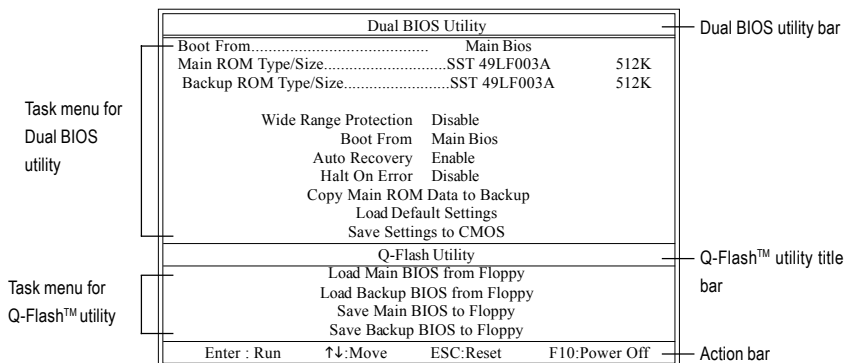 Dual BIOS Utility
Dual BIOS utility bar
Boot From.......................................... Main Bios
Main ROM Type/Size.............................SST 49LF003A 512K
Backup ROM Type/Size.........................SST 49LF003A 512K
Task menu for
Dual BIOS
utility
Wide Range Protection Disable
Boot From Main Bios
Auto Recovery Enable
Halt On Error Disable
Copy Main ROM Data to Backup
Load Default Settings
Save Settings to CMOS
Q-Flash Utility
Q-Flash™ utility title
bar
Task menu for
Q-Flash™ utility
Load Main BIOS from Floppy
Load Backup BIOS from Floppy
Save Main BIOS to Floppy
Save Backup BIOS to Floppy
Enter : Run ↑↓:Move ESC:Reset F10:Power Off
Action bar